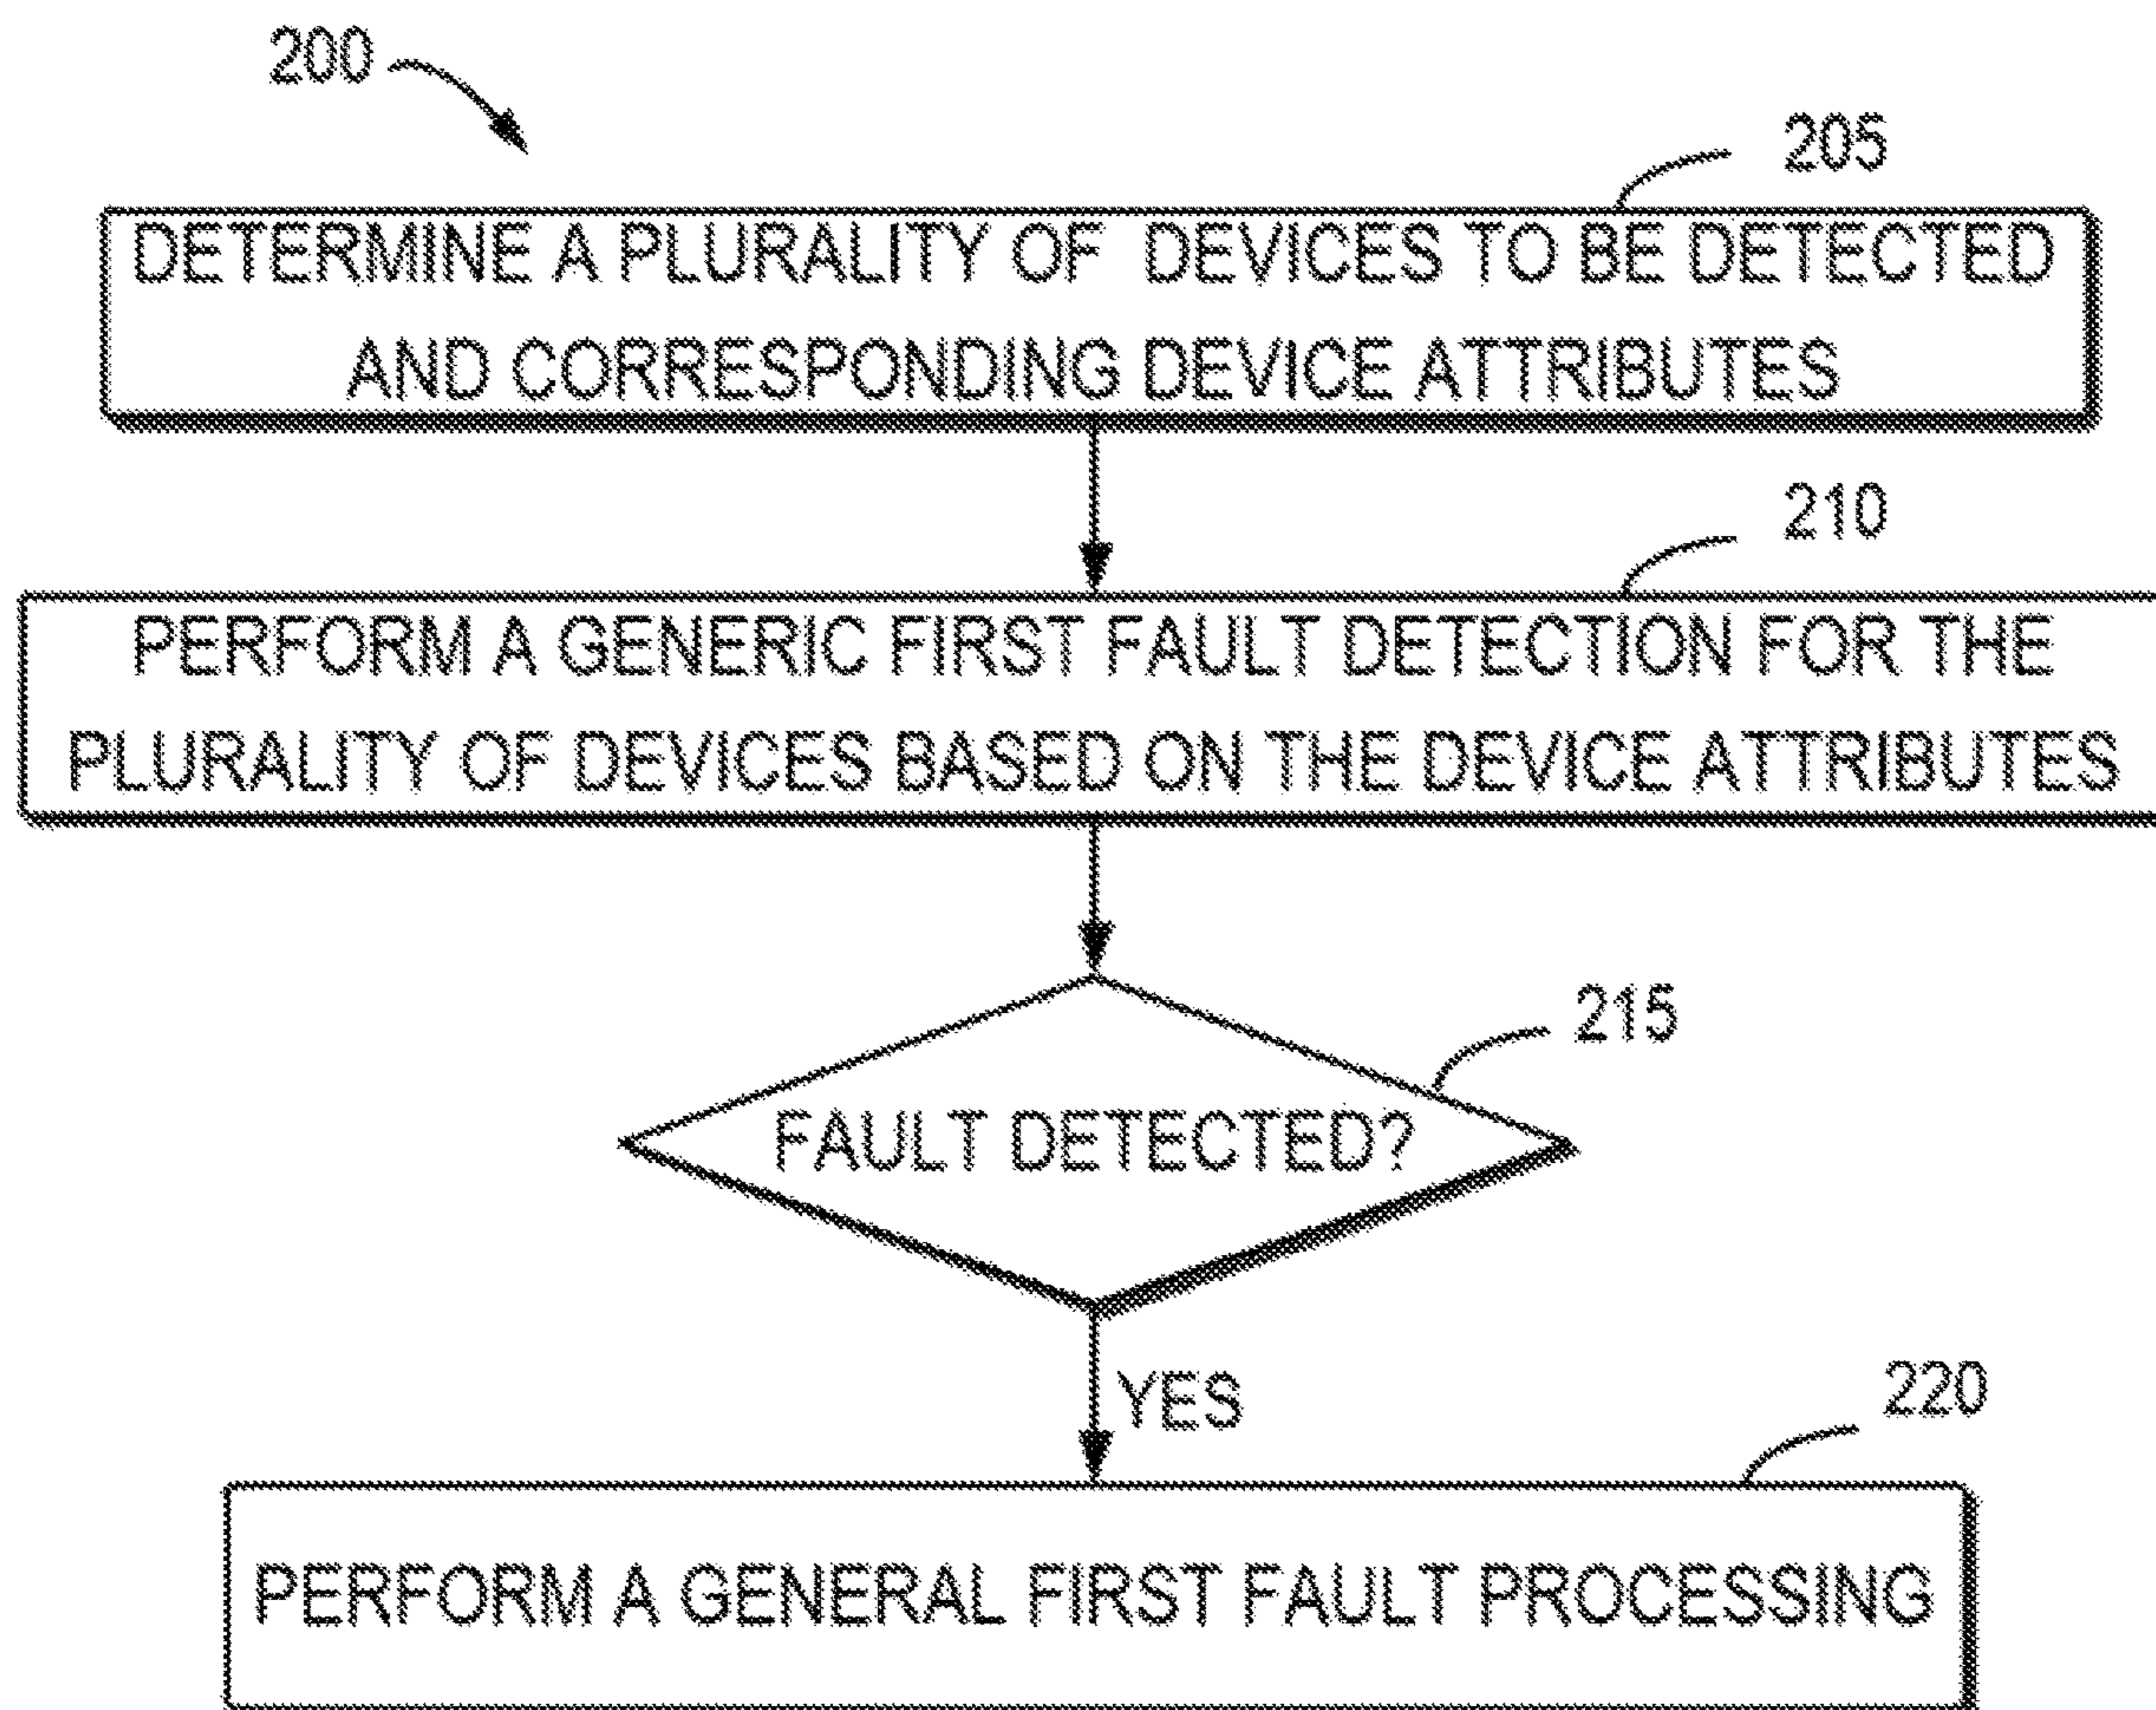 200
205
DETERMINE A PLURALITY OF DEVICES TO BE DETECTED
AND CORRESPONDING DEVICE ATTRIBUTES
210
PERFORM A GENERIC FIRST FAULT DETECTION FOR THE
PLURALITY OF DEVICES BASED ON THE DEVICE ATTRIBUTES
215
FAULT DETECTED?
YES
220
PERFORM A GENERAL FIRST FAULT PROCESSING